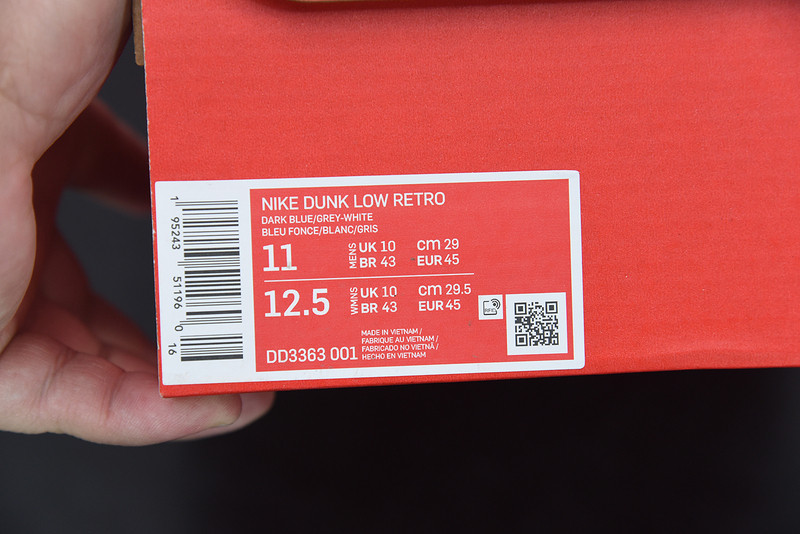 NIKE DUNK LOW RETRO
DARK BLUE/GREY-WHITE
BLEU FONCE/BLANC/GRIS
11 MENS UK 10 cm 29
BR 43 EUR 45
12.5 WMNS UK 10 cm 29.5
BR 43 EUR 45
MADE IN VIETNAM /
FABRIQUE AU VIETNAM /
FABRICADO NO VIETNÃ /
HECHO EN VIETNAM
DD3363 001
1 95243 51196 0 16
RFID